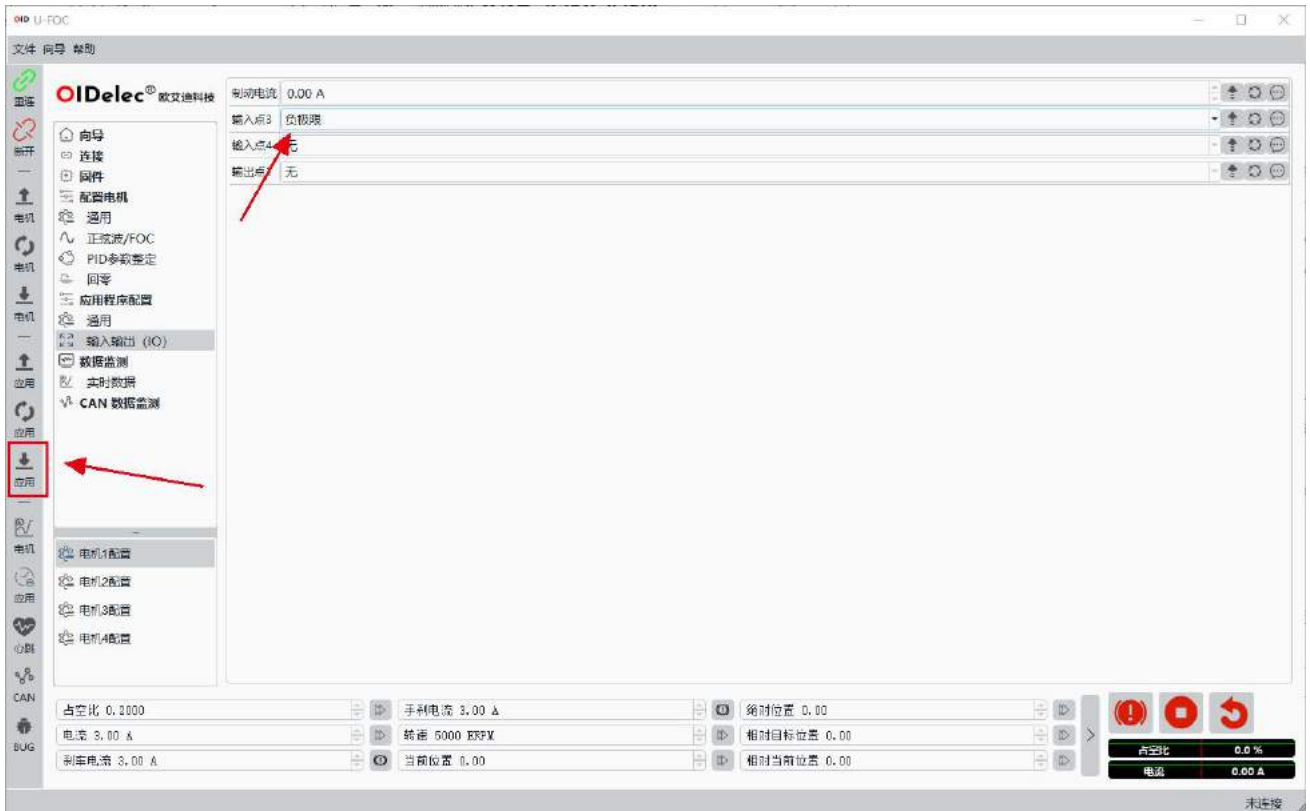 OID U-FOC
文件 向导 帮助
重连
断开
电机
电机
电机
应用
应用
应用
电机
应用
心跳
CAN
BUG
OIDelec® 欧艾迪科技
向导
连接
固件
配置电机
通用
正弦波/FOC
PID参数整定
回零
应用程序配置
通用
输入输出 (IO)
数据监测
实时数据
CAN 数据监测
电机1配置
电机2配置
电机3配置
电机4配置
制动电流 0.00 A
输入点3 负极限
输入点4 无
输出点 无
占空比 0.2000 手刹电流 3.00 A 绝对位置 0.00
电流 3.00 A 转速 5000 ERPM 相对目标位置 0.00
刹车电流 3.00 A 当前位置 0.00 相对当前位置 0.00
占空比 0.0 %
电流 0.00 A
未连接